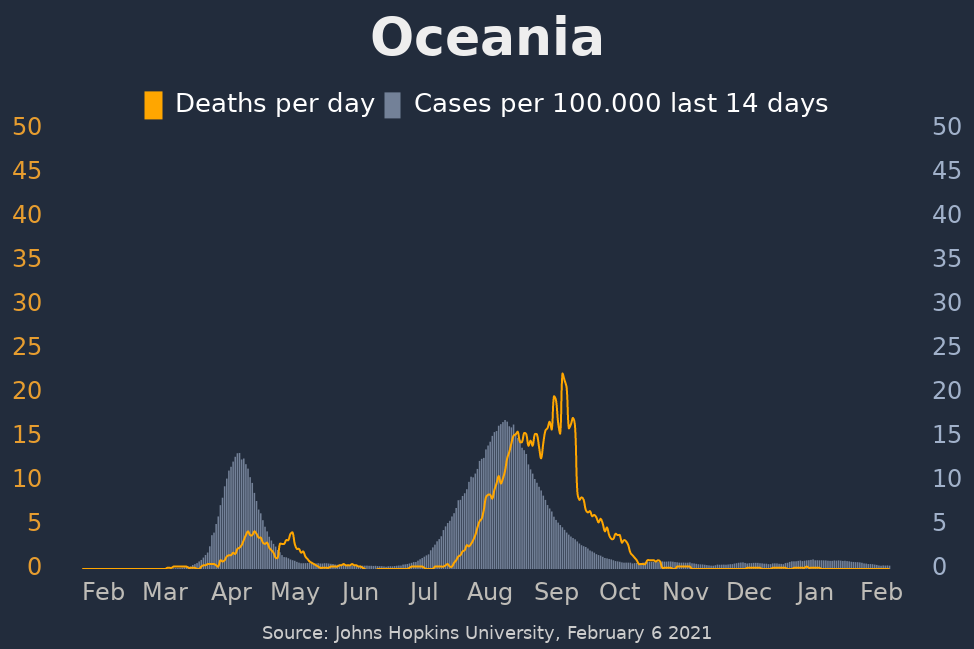 Oceania
Deaths per day Cases per 100.000 last 14 days
50 50
45 45
40 40
35 35
30 30
25 25
20 20
15 15
10 10
5 5
0 0
Feb Mar Apr May Jun Jul Aug Sep Oct Nov Dec Jan Feb
Source: Johns Hopkins University, February 6 2021